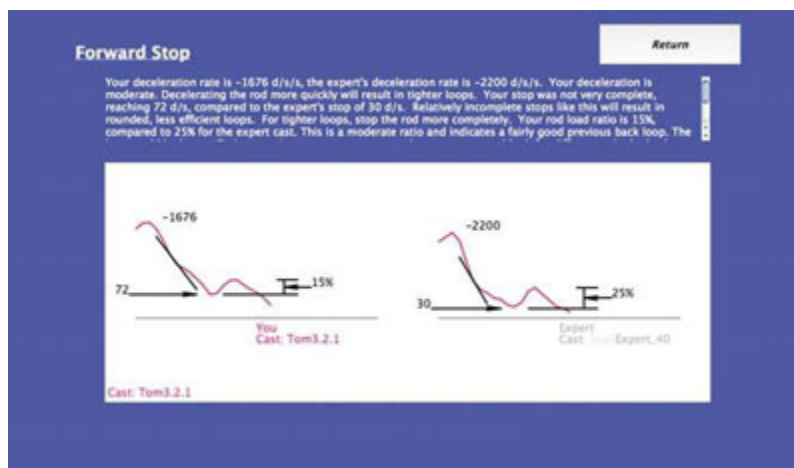 Return
Forward Stop
Your deceleration rate is -1676 d/s/s, the expert's deceleration rate is -2200 d/s/s. Your deceleration is
moderate. Decelerating the rod more quickly will result in tighter loops. Your stop was not very complete,
reaching 72 d/s, compared to the expert's stop of 30 d/s. Relatively incomplete stops like this will result in
rounded, less efficient loops. For tighter loops, stop the rod more completely. Your rod load ratio is 15%,
compared to 25% for the expert cast. This is a moderate ratio and indicates a fairly good previous back loop. The
-1676
72
15%
You
Cast: Tom3.2.1
-2200
30
25%
Expert
Cast: Expert_40
Cast: Tom3.2.1